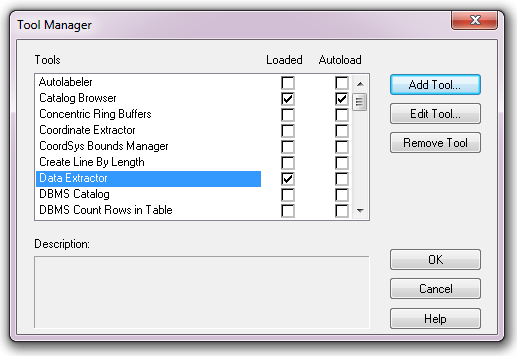 Tool Manager
Tools Loaded Autoload
Autolabeler
Catalog Browser
Concentric Ring Buffers
Coordinate Extractor
CoordSys Bounds Manager
Create Line By Length
Data Extractor
DBMS Catalog
DBMS Count Rows in Table
Add Tool...
Edit Tool...
Remove Tool
Description:
OK
Cancel
Help